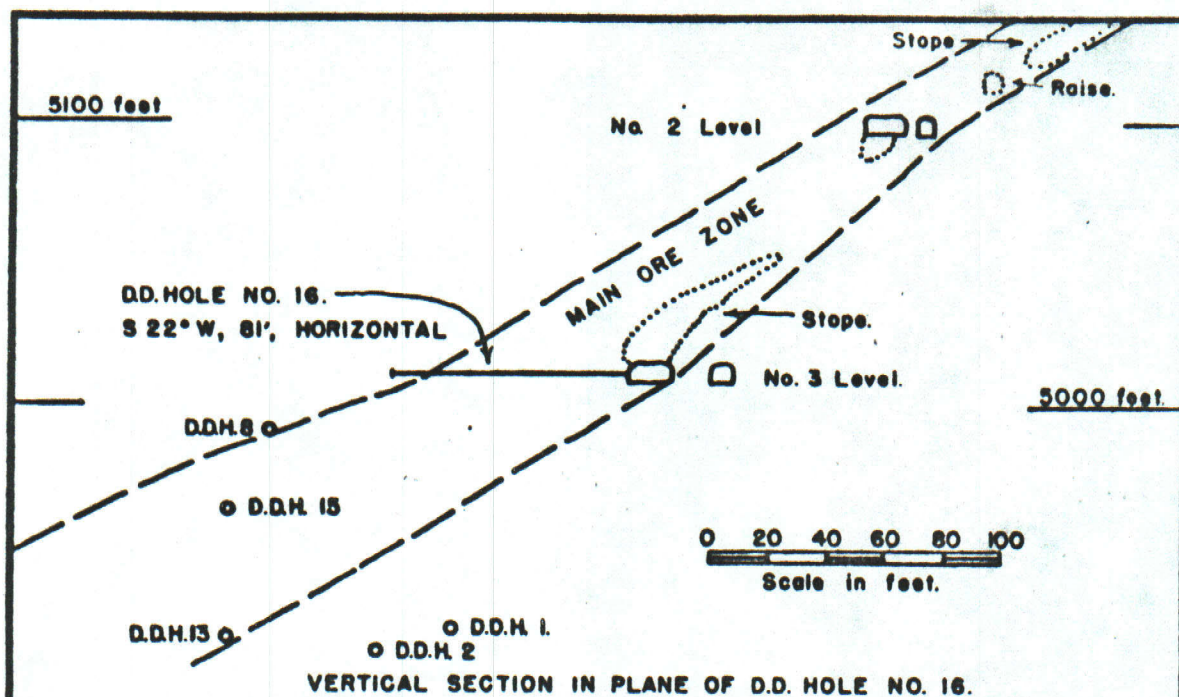 Stope
5100 feet
Raise.
No. 2 Level
MAIN ORE ZONE
D.D. HOLE NO. 16.
S 22° W, 81', HORIZONTAL
Stope.
No. 3 Level.
5000 feet.
D.D.H. 8
D.D.H. 15
0 20 40 60 80 100
Scale in feet.
D.D.H. 13
D.D.H. 1.
D.D.H. 2
VERTICAL SECTION IN PLANE OF D.D. HOLE NO. 16.